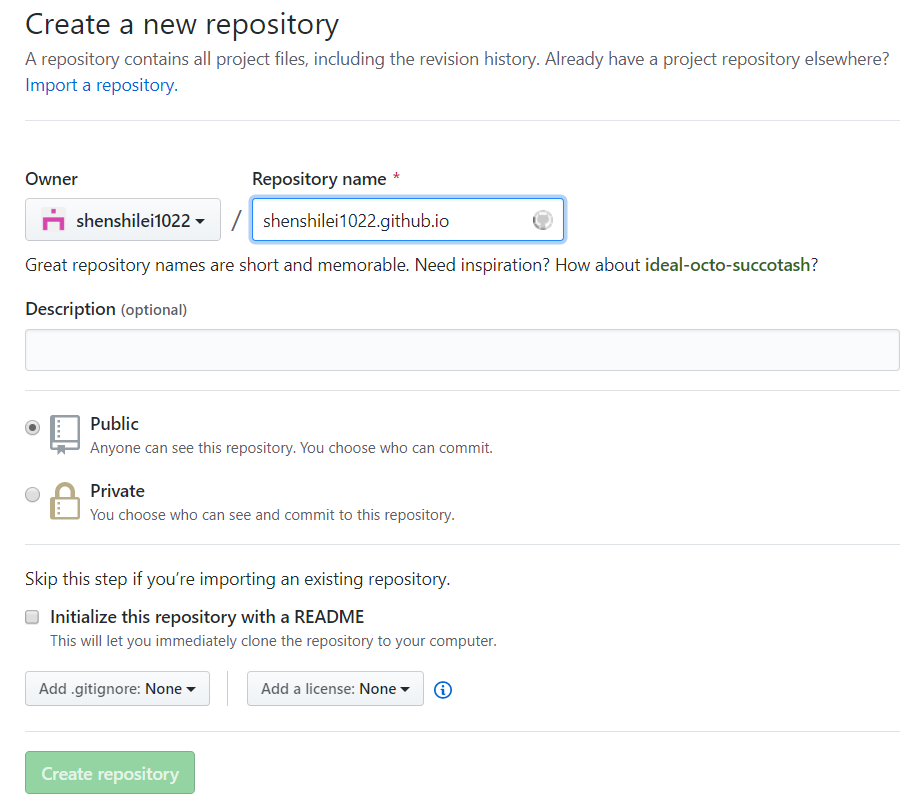 Create a new repository
A repository contains all project files, including the revision history. Already have a project repository elsewhere?
Import a repository.
Owner
Repository name *
shenshilei1022
/
shenshilei1022.github.io
Great repository names are short and memorable. Need inspiration? How about ideal-octo-succotash?
Description (optional)
Public
Anyone can see this repository. You choose who can commit.
Private
You choose who can see and commit to this repository.
Skip this step if you’re importing an existing repository.
Initialize this repository with a README
This will let you immediately clone the repository to your computer.
Add .gitignore: None
Add a license: None
Create repository